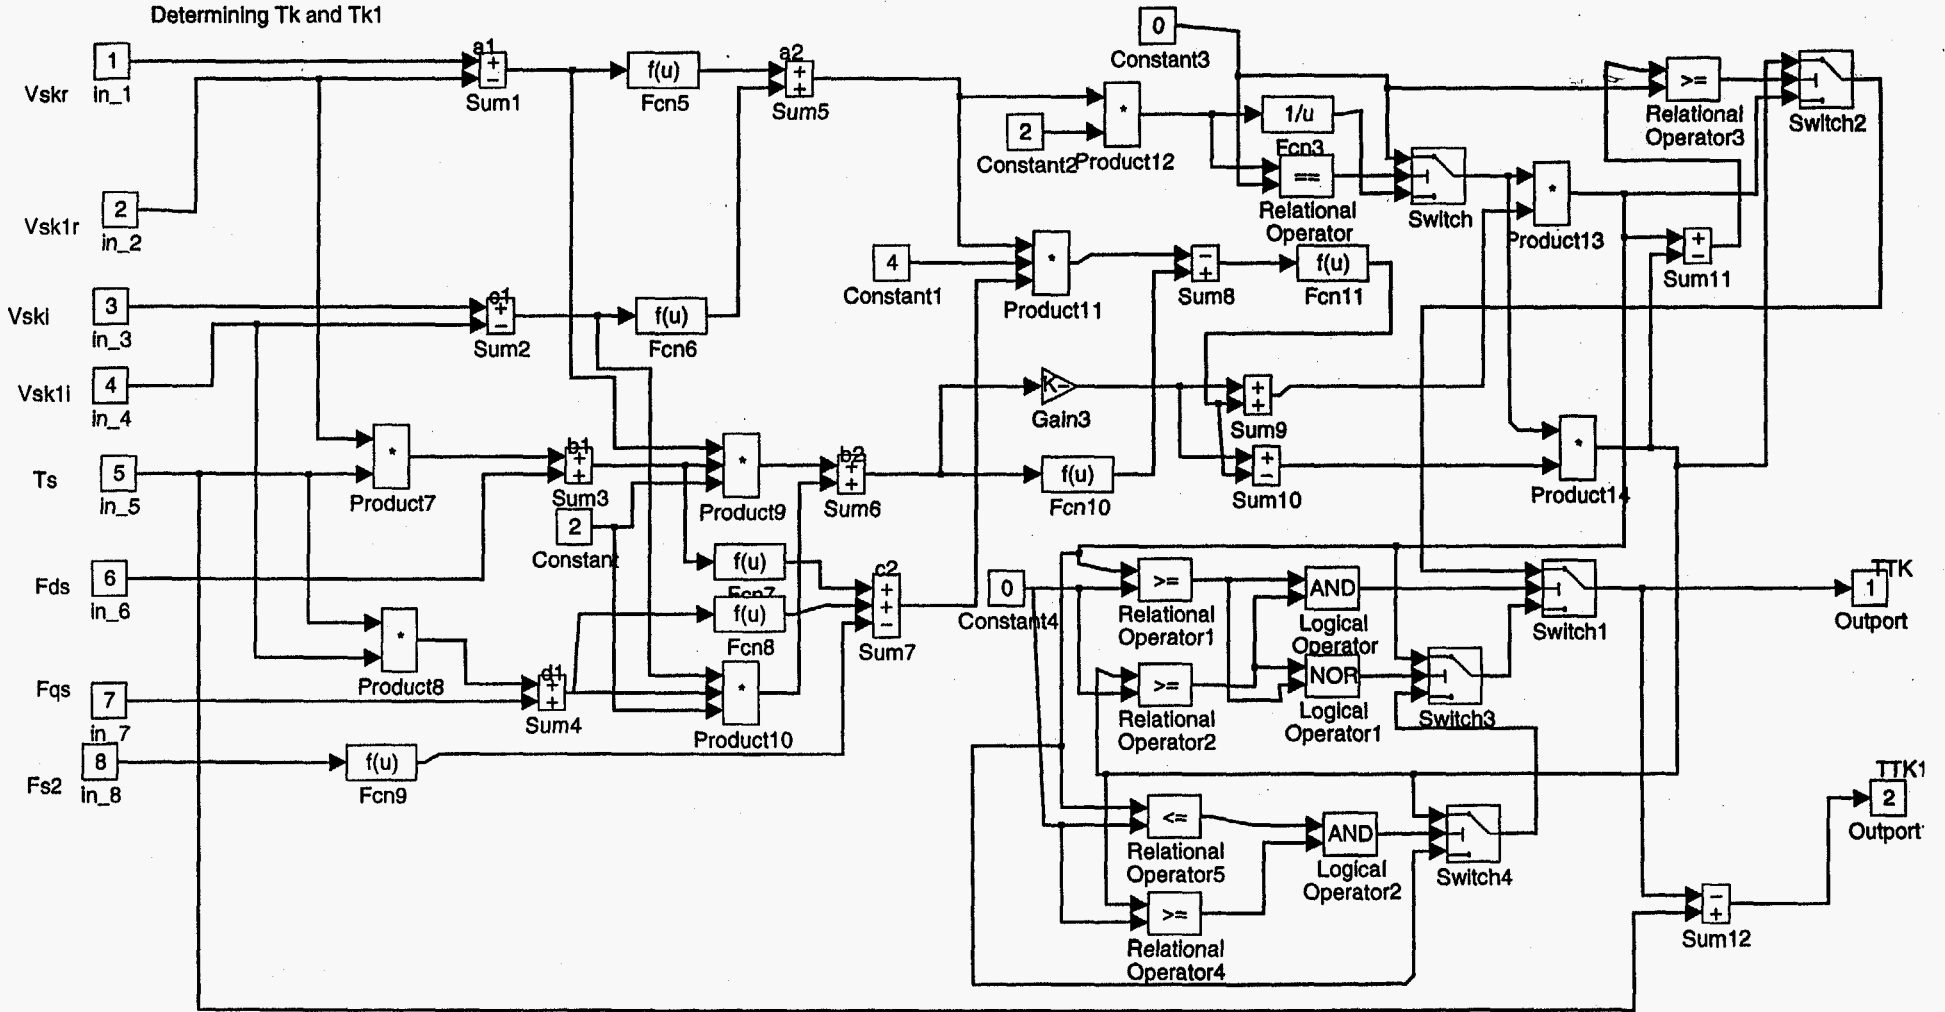 Determining Tk and Tk1
1
Vskr
in_1
a1
+
−
Sum1
f(u)
Fcn5
a2
+
+
Sum5
0
Constant3
2
Constant2
*
Product12
1/u
Fcn3
==
Relational
Operator
Switch
*
Product13
>=
Relational
Operator3
Switch2
+
−
Sum11
2
Vsk1r
in_2
3
Vski
in_3
c1
+
−
Sum2
f(u)
Fcn6
4
Constant1
*
Product11
−
+
Sum8
f(u)
Fcn11
4
Vsk1i
in_4
K-
Gain3
+
+
Sum9
+
−
Sum10
*
Product14
5
Ts
in_5
*
Product7
b1
+
+
Sum3
2
Constant
*
Product9
b2
+
+
Sum6
f(u)
Fcn10
6
Fds
in_6
*
Product8
f(u)
Fcn7
f(u)
Fcn8
c2
+
+
−
Sum7
0
Constant4
>=
Relational
Operator1
AND
Logical
Operator
Switch1
TTK
1
Outport
7
Fqs
in_7
d1
+
+
Sum4
*
Product10
>=
Relational
Operator2
NOR
Logical
Operator1
Switch3
8
Fs2
in_8
f(u)
Fcn9
<=
Relational
Operator5
AND
Logical
Operator2
Switch4
TTK1
2
Outport
>=
Relational
Operator4
−
+
Sum12